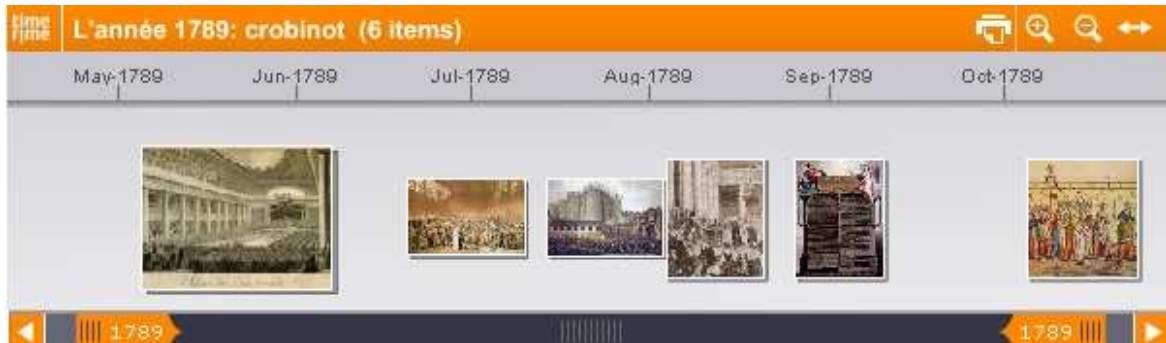 time rime
L'année 1789: crobinot (6 items)
May-1789 Jun-1789 Jul-1789 Aug-1789 Sep-1789 Oct-1789
1789 1789